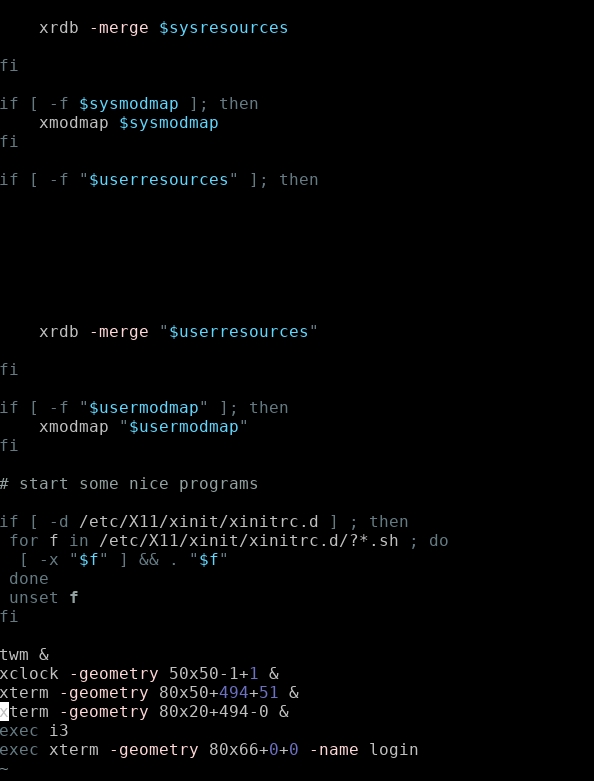 xrdb -merge $sysresources
fi
if [ -f $sysmodmap ]; then
xmodmap $sysmodmap
fi
if [ -f "$userresources" ]; then
xrdb -merge "$userresources"
fi
if [ -f "$usermodmap" ]; then
xmodmap "$usermodmap"
fi
# start some nice programs
if [ -d /etc/X11/xinit/xinitrc.d ] ; then
for f in /etc/X11/xinit/xinitrc.d/?*.sh ; do
[ -x "$f" ] && . "$f"
done
unset f
fi
twm &
xclock -geometry 50x50-1+1 &
xterm -geometry 80x50+494+51 &
xterm -geometry 80x20+494-0 &
exec i3
exec xterm -geometry 80x66+0+0 -name login
~